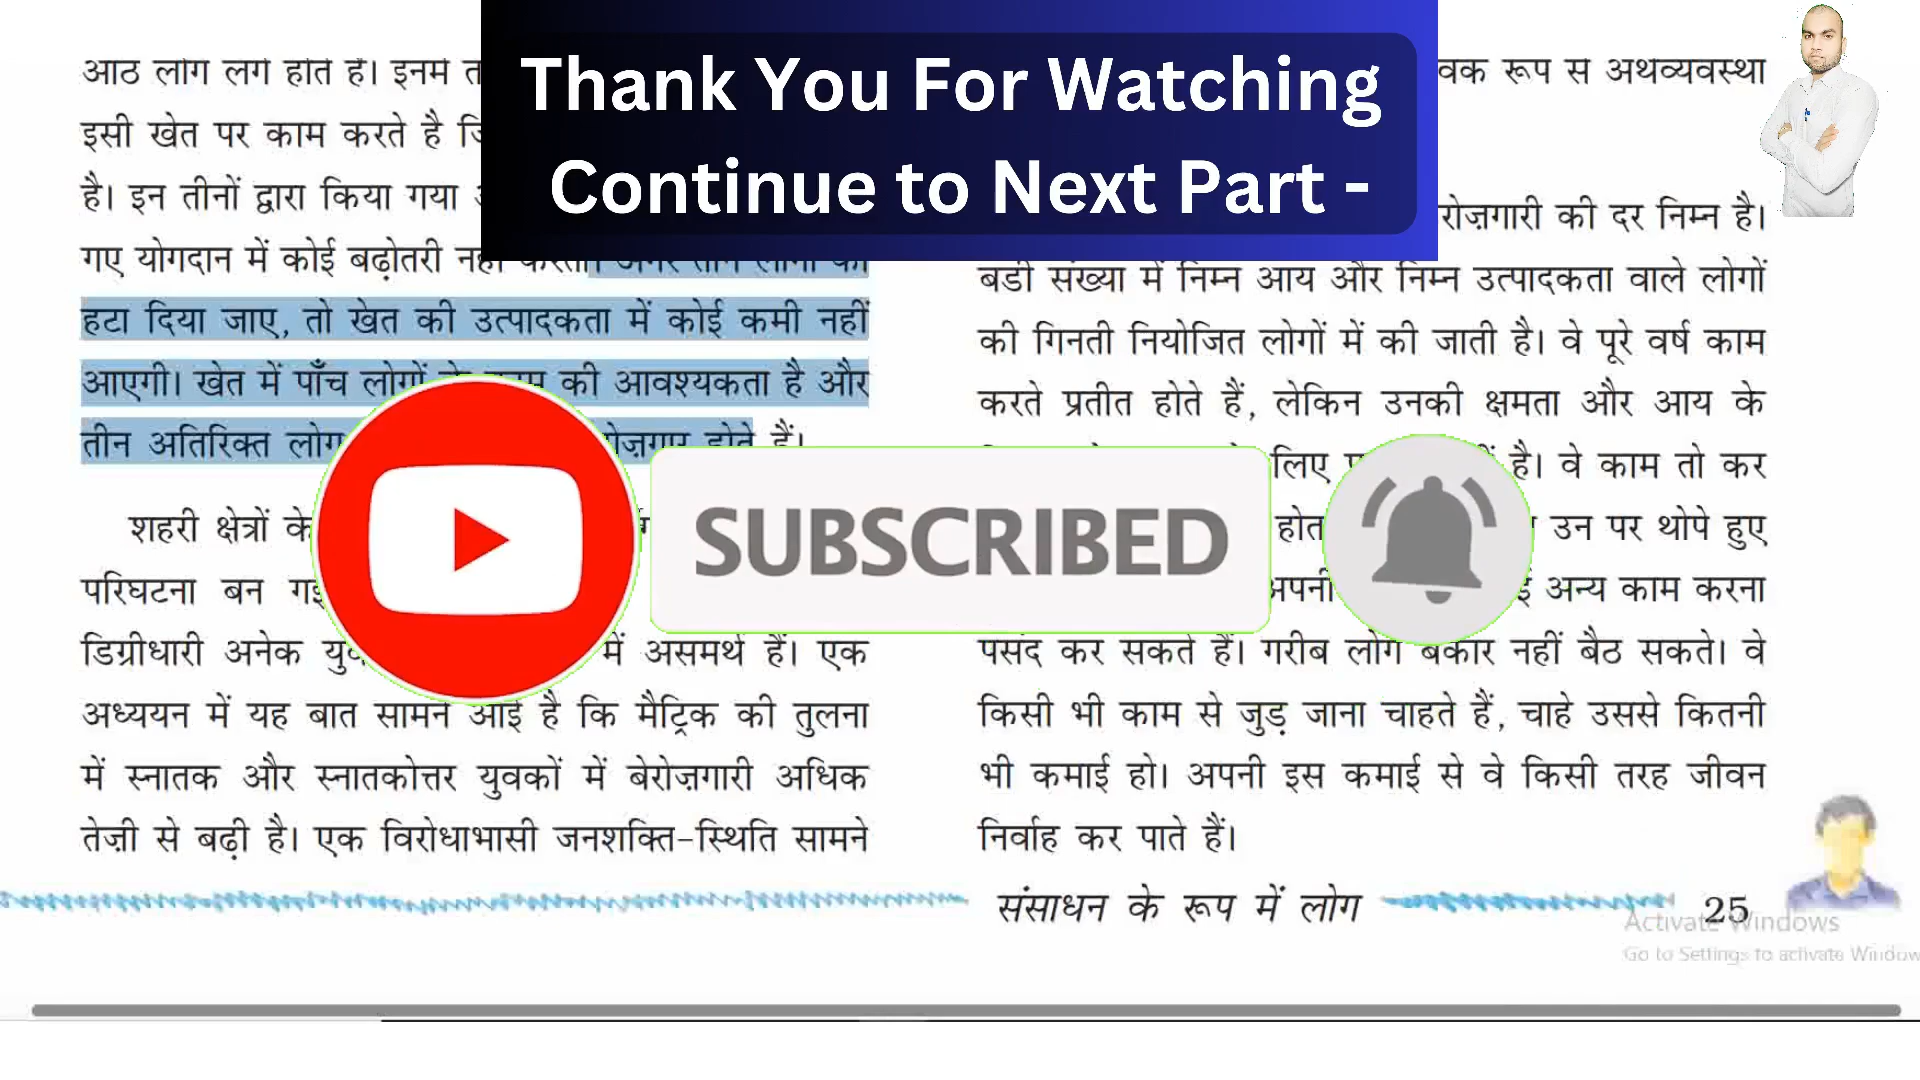 Thank You For Watching
Continue to Next Part -
आठ लोग लगे होते हैं। इनमें
इसी खेत पर काम करते है
है। इन तीनों द्वारा किया गया
गए योगदान में कोई बढ़ोतरी नहीं करता। अगर तीन लोगों को
हटा दिया जाए, तो खेत की उत्पादकता में कोई कमी नहीं
आएगी। खेत में पाँच लोगों के काम की आवश्यकता है और
तीन अतिरिक्त लोग होते हैं।
शहरी क्षेत्रों के
परिघटना बन गई
डिग्रीधारी अनेक में असमर्थ हैं। एक
अध्ययन में यह बात सामने आई है कि मैट्रिक की तुलना
में स्नातक और स्नातकोत्तर युवकों में बेरोज़गारी अधिक
तेज़ी से बढ़ी है। एक विरोधाभासी जनशक्ति-स्थिति सामने
रूप से अर्थव्यवस्था
की दर निम्न है।
बड़ी संख्या में निम्न आय और निम्न उत्पादकता वाले लोगों
की गिनती नियोजित लोगों में की जाती है। वे पूरे वर्ष काम
करते प्रतीत होते हैं, लेकिन उनकी क्षमता और आय के
लिए है। वे काम तो कर
उन पर थोपे हुए
अपनी अन्य काम करना
पसंद कर सकते हैं। गरीब लोग बेकार नहीं बैठ सकते। वे
किसी भी काम से जुड़ जाना चाहते हैं, चाहे उससे कितनी
भी कमाई हो। अपनी इस कमाई से वे किसी तरह जीवन
निर्वाह कर पाते हैं।
SUBSCRIBED
संसाधन के रूप में लोग
25
Activate Windows
Go to Settings to activate